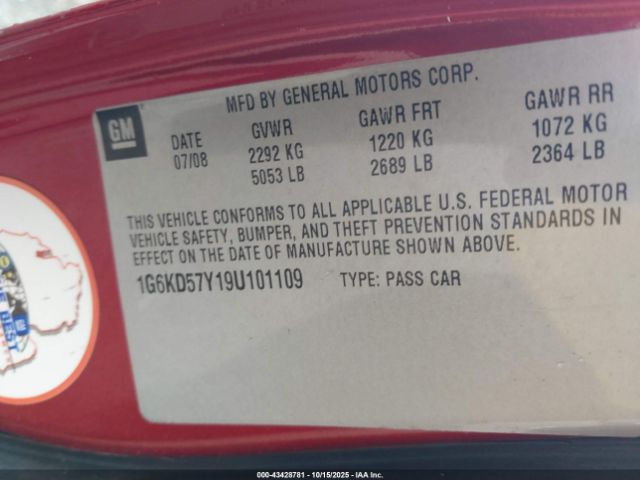 MFD BY GENERAL MOTORS CORP.
GM
DATE GVWR GAWR FRT GAWR RR
07/08 2292 KG 1220 KG 1072 KG
5053 LB 2689 LB 2364 LB
THIS VEHICLE CONFORMS TO ALL APPLICABLE U.S. FEDERAL MOTOR
VEHICLE SAFETY, BUMPER, AND THEFT PREVENTION STANDARDS IN
EFFECT ON THE DATE OF MANUFACTURE SHOWN ABOVE.
1G6KD57Y19U101109 TYPE: PASS CAR
GM
BEST
000-43428781 - 10/15/2025 - IAA Inc.